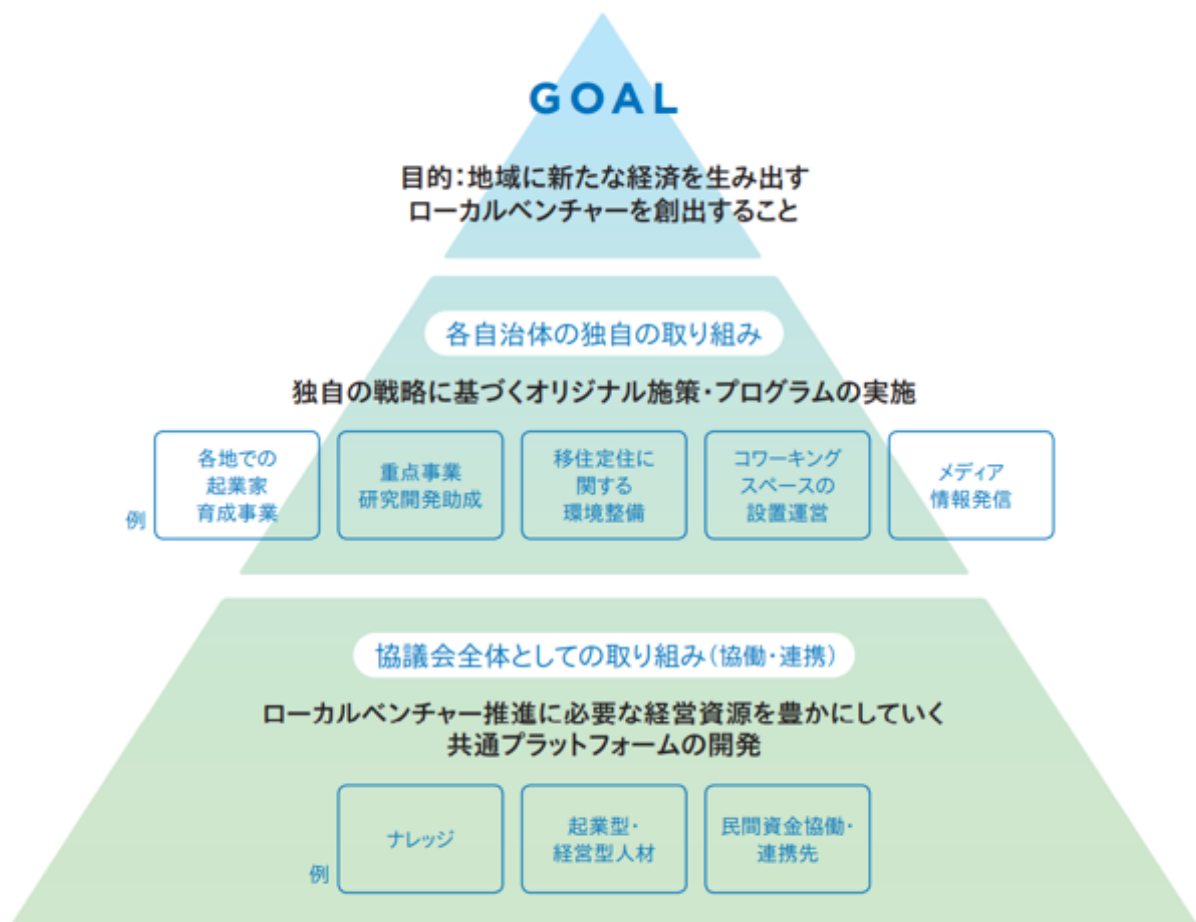 GOAL
目的：地域に新たな経済を生み出す
ローカルベンチャーを創出すること
各自治体の独自の取り組み
独自の戦略に基づくオリジナル施策・プログラムの実施
例
各地での
起業家
育成事業
重点事業
研究開発助成
移住定住に
関する
環境整備
コワーキング
スペースの
設置運営
メディア
情報発信
協議会全体としての取り組み（協働・連携）
ローカルベンチャー推進に必要な経営資源を豊かにしていく
共通プラットフォームの開発
例
ナレッジ
起業型・
経営型人材
民間資金協働・
連携先